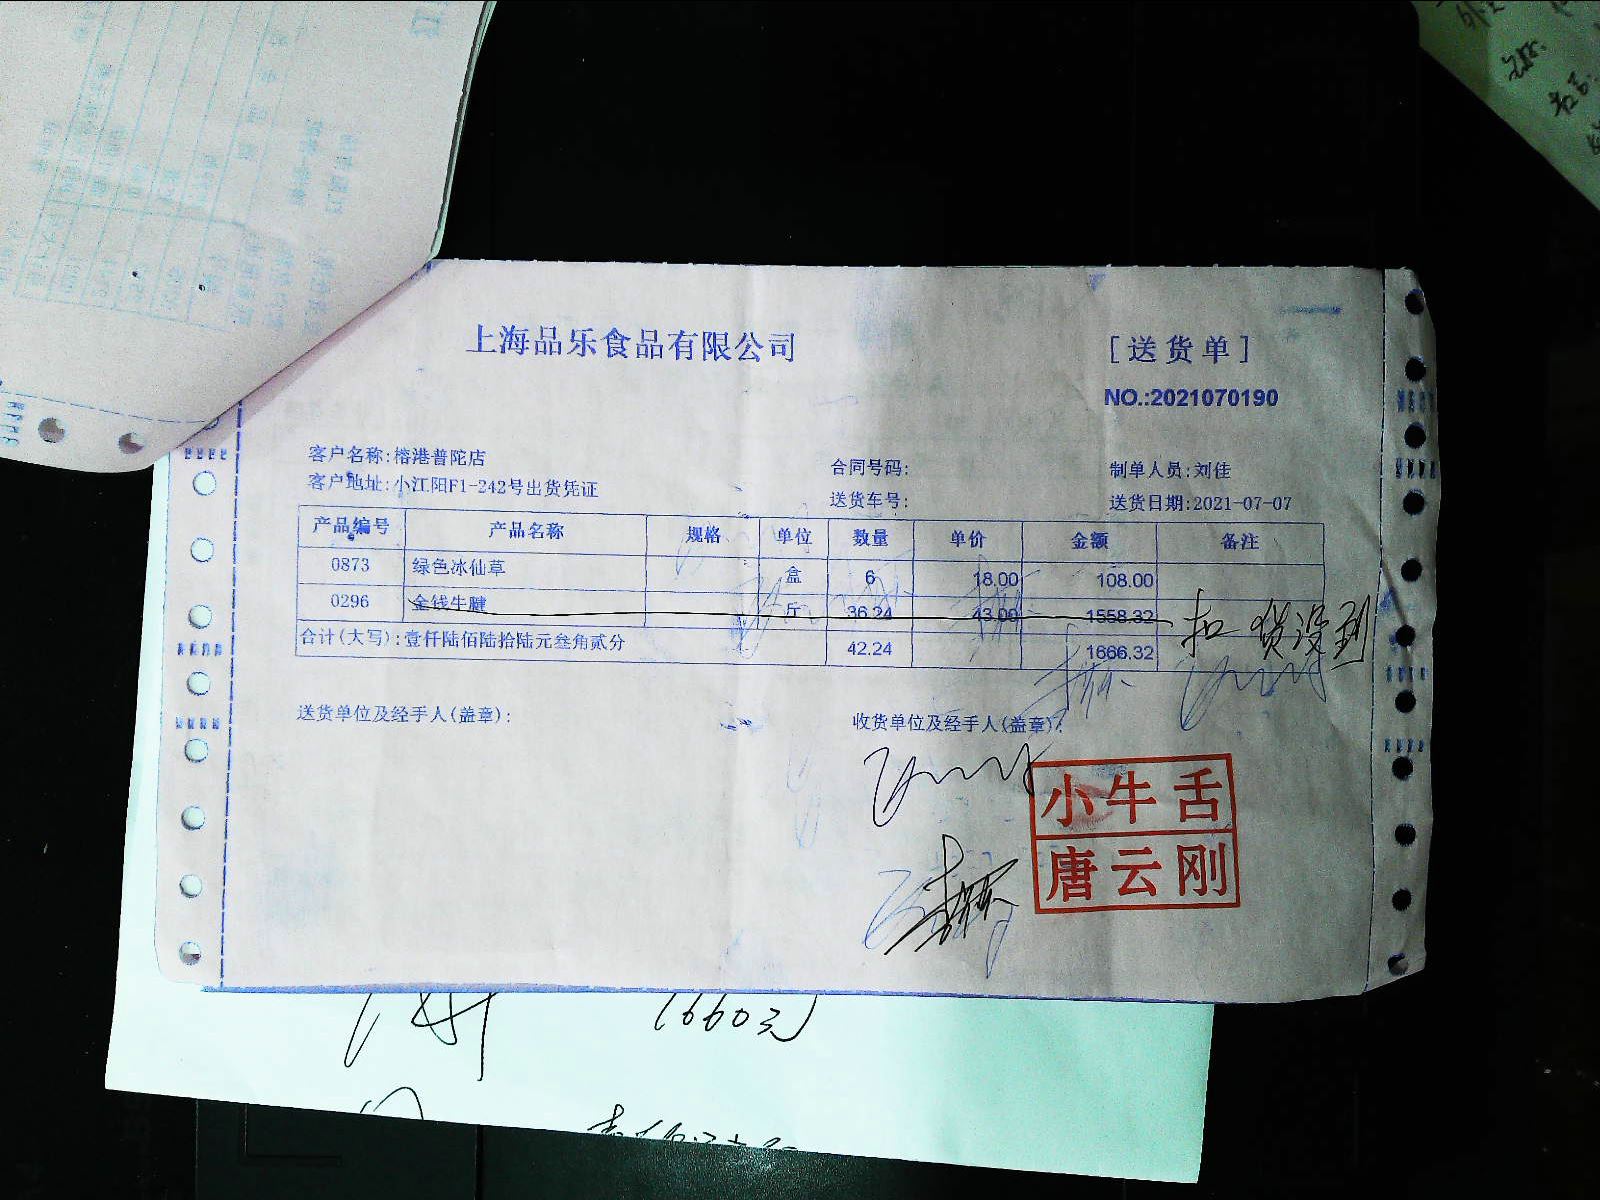 上海品乐食品有限公司
[送货单]
NO.:2021070190
客户名称:楿港普陀店
合同号码:
制单人员:刘佳
客户地址:小江阳F1-242号出货凭证
送货车号:
送货日期:2021-07-07
产品编号 产品名称 规格 单位 数量 单价 金额 备注
0873 绿色冰仙草 盒 6 18.00 108.00
0296 金钱牛腱 斤 36.24 43.00 1558.32 扣 货没到
合计(大写):壹仟陆佰陆拾陆元叁角贰分 42.24 1666.32
送货单位及经手人(盖章):
收货单位及经手人(盖章):
小牛舌
唐云刚
1660元